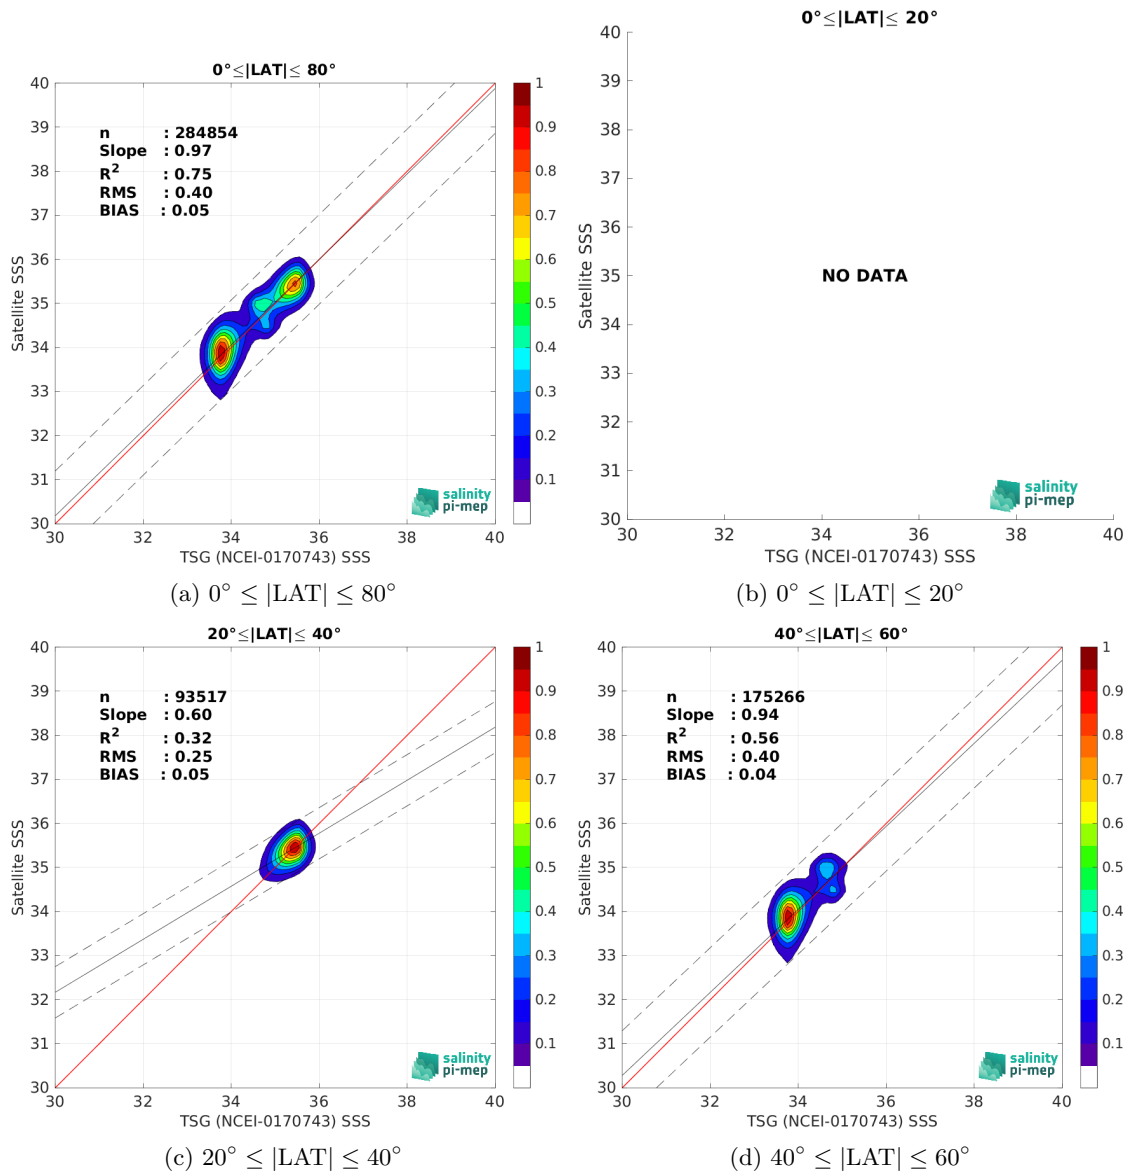 0°≤|LAT|≤ 80°
40
39
38
37
36
35
34
33
32
31
30
Satellite SSS
n : 284854
Slope : 0.97
R² : 0.75
RMS : 0.40
BIAS : 0.05
salinity
pi-mep
30 32 34 36 38 40
TSG (NCEI-0170743) SSS
1
0.9
0.8
0.7
0.6
0.5
0.4
0.3
0.2
0.1
(a) 0° ≤ |LAT| ≤ 80°
0°≤|LAT|≤ 20°
40
39
38
37
36
35
34
33
32
31
30
Satellite SSS
NO DATA
salinity
pi-mep
30 32 34 36 38 40
TSG (NCEI-0170743) SSS
(b) 0° ≤ |LAT| ≤ 20°
20°≤|LAT|≤ 40°
40
39
38
37
36
35
34
33
32
31
30
Satellite SSS
n : 93517
Slope : 0.60
R² : 0.32
RMS : 0.25
BIAS : 0.05
salinity
pi-mep
30 32 34 36 38 40
TSG (NCEI-0170743) SSS
1
0.9
0.8
0.7
0.6
0.5
0.4
0.3
0.2
0.1
(c) 20° ≤ |LAT| ≤ 40°
40°≤|LAT|≤ 60°
40
39
38
37
36
35
34
33
32
31
30
Satellite SSS
n : 175266
Slope : 0.94
R² : 0.56
RMS : 0.40
BIAS : 0.04
salinity
pi-mep
30 32 34 36 38 40
TSG (NCEI-0170743) SSS
1
0.9
0.8
0.7
0.6
0.5
0.4
0.3
0.2
0.1
(d) 40° ≤ |LAT| ≤ 60°